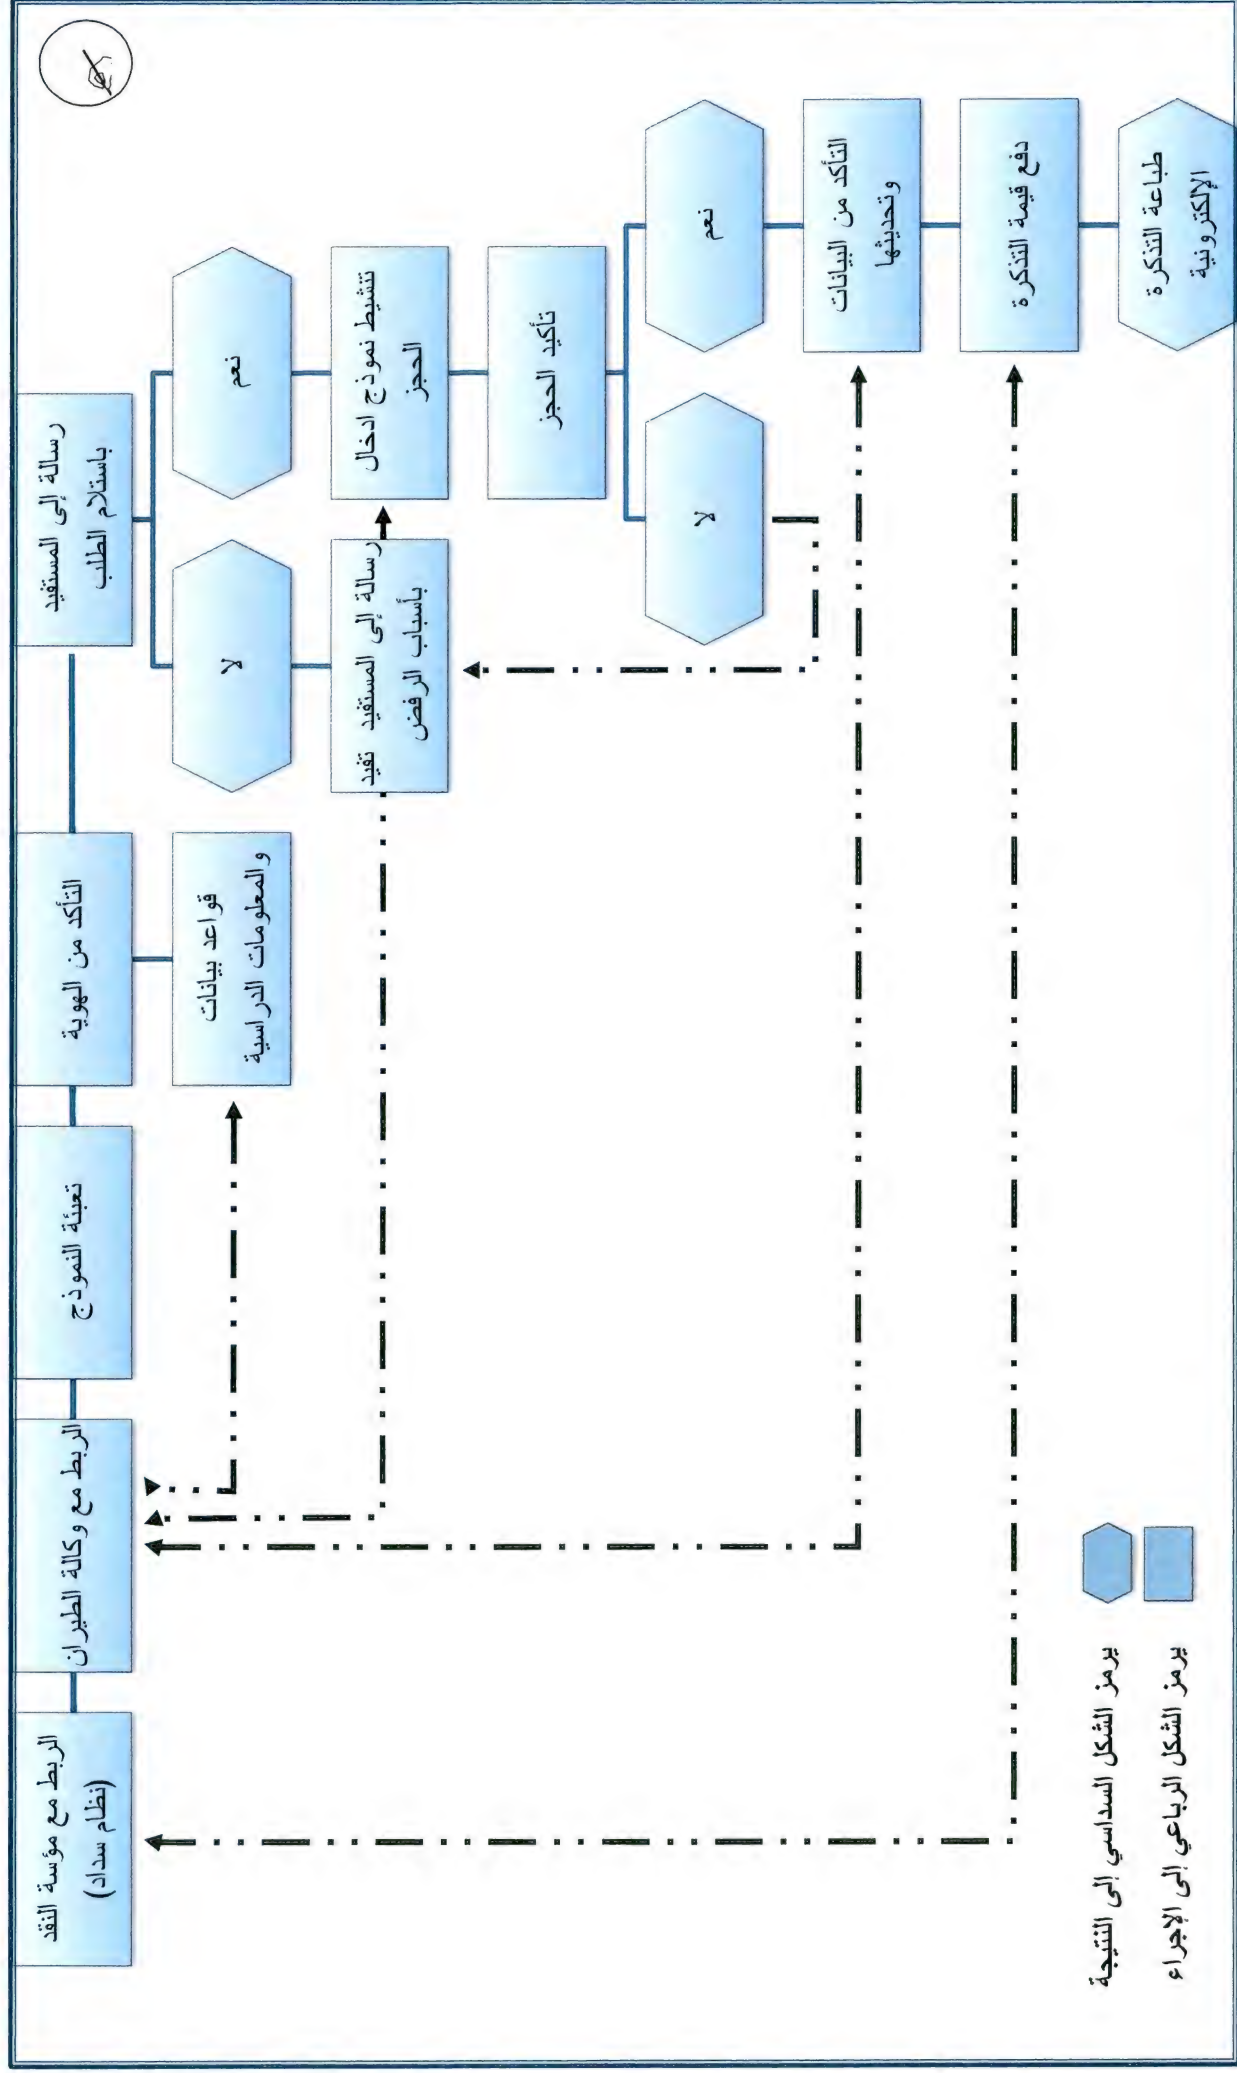 رسالة إلى المستفيد
باستلام الطلب
التأكد من الهوية
تعبئة النموذج
الربط مع وكالة الطيران
الربط مع مؤسة النقد
(نظام سداد)
نعم
لا
قواعد بيانات
والمعلومات الدراسية
تنشيط نموذج ادخال
الحجز
رسالة إلى المستفيد تفيد
بأسباب الرفض
تأكيد الحجز
نعم
لا
التأكد من البيانات
وتحديثها
دفع قيمة التذكرة
طباعة التذكرة
الإلكترونية
يرمز الشكل السداسي إلى النتيجة
يرمز الشكل الرباعي إلى الإجراء